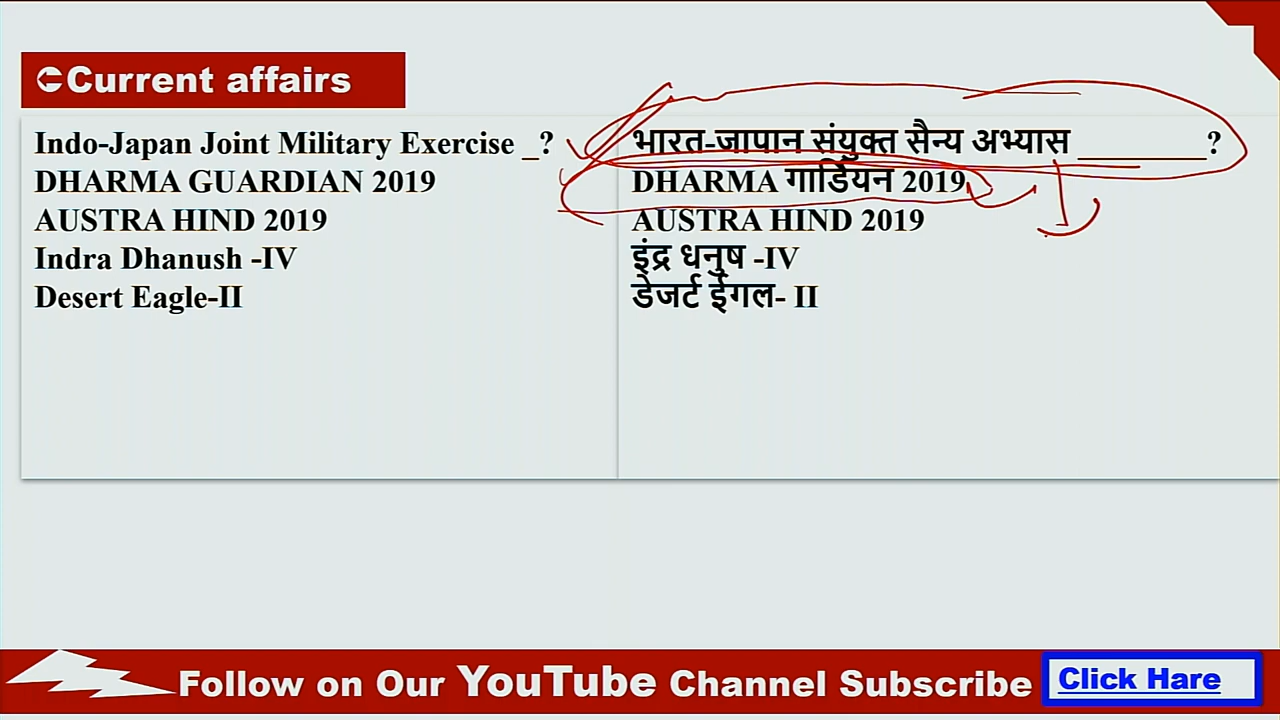 Current affairs
Indo-Japan Joint Military Exercise _?
DHARMA GUARDIAN 2019
AUSTRA HIND 2019
Indra Dhanush -IV
Desert Eagle-II
भारत-जापान संयुक्त सैन्य अभ्यास ________?
DHARMA गार्डियन 2019
AUSTRA HIND 2019
इंद्र धनुष -IV
डेजर्ट ईगल- II
Follow on Our YouTube Channel Subscribe
Click Hare